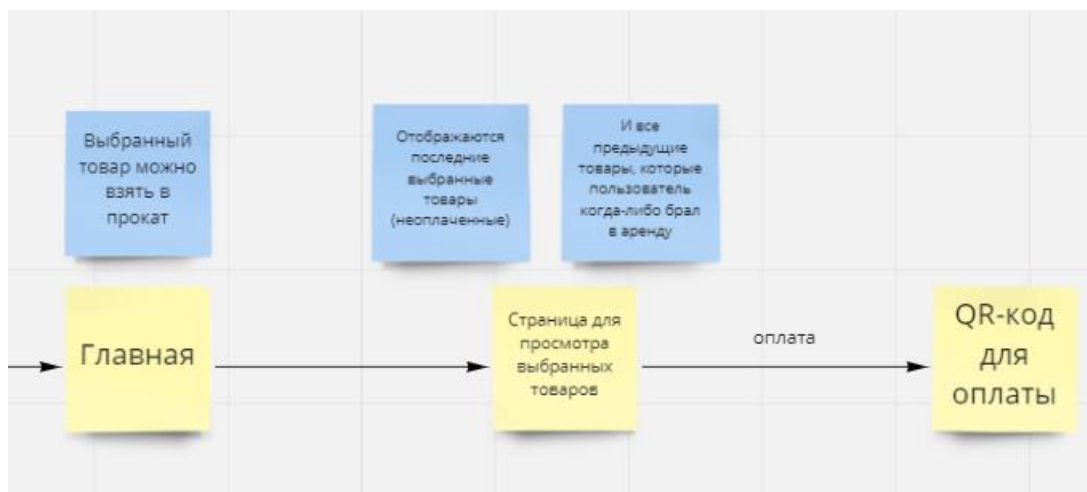 Выбранный
товар можно
взять в
прокат
Отображаются
последние
выбранные
товары
(неоплаченные)
И все
предыдущие
товары, которые
пользователь
когда-либо брал
в аренду
Главная
Страница для
просмотра
выбранных
товаров
оплата
QR-код
для
оплаты